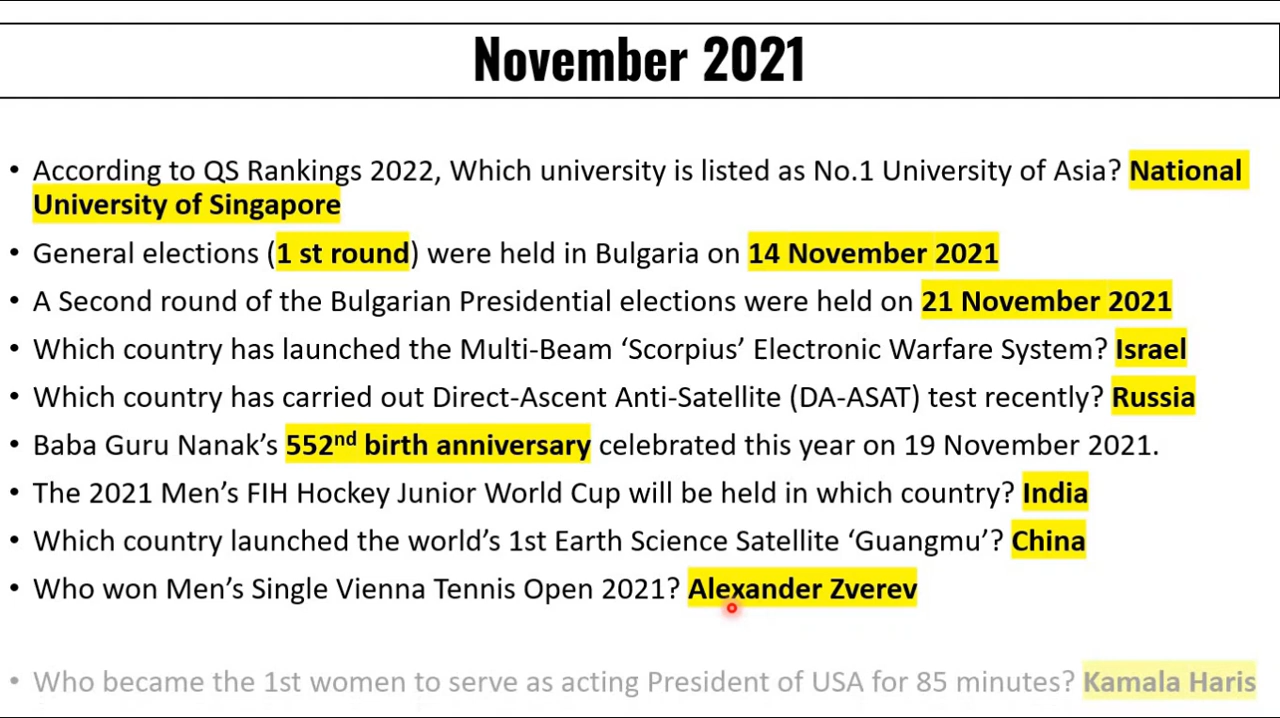 November 2021
• According to QS Rankings 2022, Which university is listed as No.1 University of Asia? National
University of Singapore
• General elections (1 st round) were held in Bulgaria on 14 November 2021
• A Second round of the Bulgarian Presidential elections were held on 21 November 2021
• Which country has launched the Multi-Beam ‘Scorpius’ Electronic Warfare System? Israel
• Which country has carried out Direct-Ascent Anti-Satellite (DA-ASAT) test recently? Russia
• Baba Guru Nanak’s 552nd birth anniversary celebrated this year on 19 November 2021.
• The 2021 Men’s FIH Hockey Junior World Cup will be held in which country? India
• Which country launched the world’s 1st Earth Science Satellite ‘Guangmu’? China
• Who won Men’s Single Vienna Tennis Open 2021? Alexander Zverev
• Who became the 1st women to serve as acting President of USA for 85 minutes? Kamala Haris